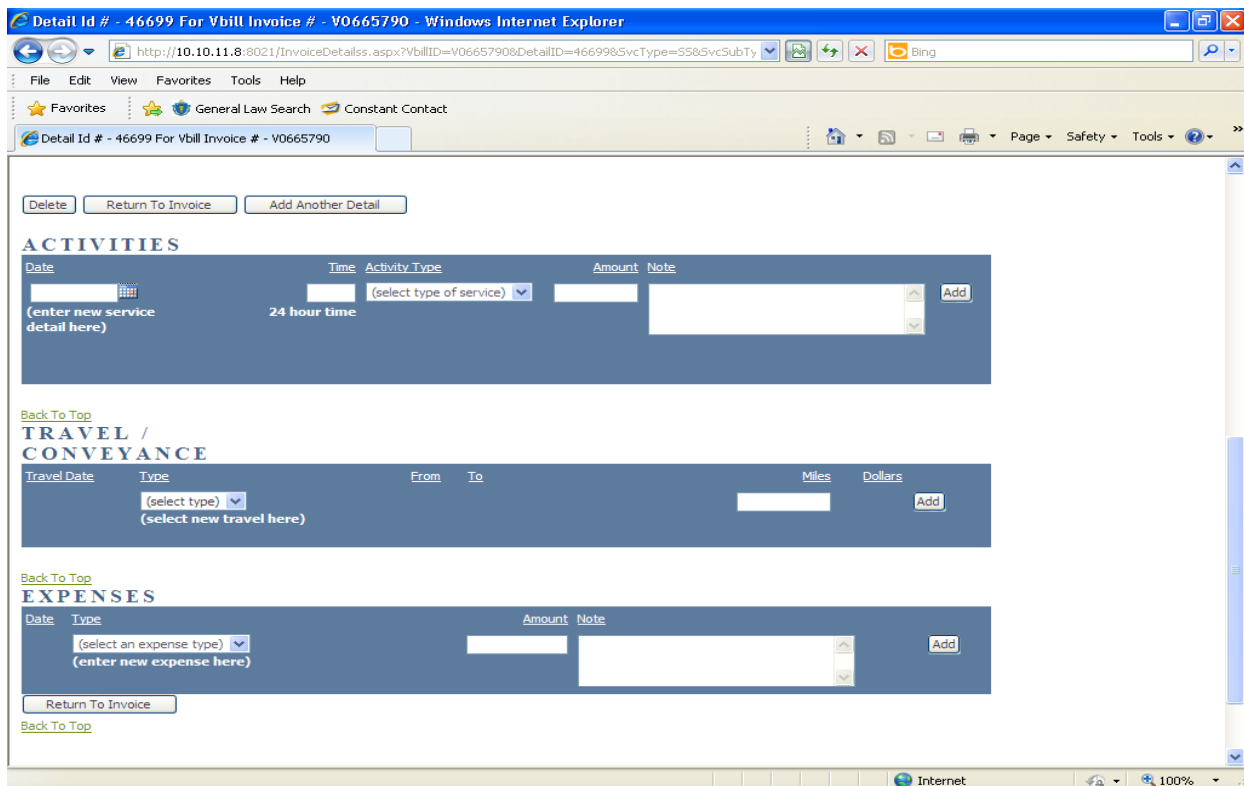 Detail Id # - 46699 For Vbill Invoice # - V0665790 - Windows Internet Explorer
http://10.10.11.8:8021/InvoiceDetailss.aspx?VbillID=V0665790&DetailID=46699&SvcType=SS&SvcSubTy
Bing
File Edit View Favorites Tools Help
Favorites General Law Search Constant Contact
Detail Id # - 46699 For Vbill Invoice # - V0665790
Page Safety Tools »
Delete Return To Invoice Add Another Detail
ACTIVITIES
Date Time Activity Type Amount Note
(select type of service) Add
(enter new service 24 hour time
detail here)
Back To Top
TRAVEL /
CONVEYANCE
Travel Date Type From To Miles Dollars
(select type) Add
(select new travel here)
Back To Top
EXPENSES
Date Type Amount Note
(select an expense type) Add
(enter new expense here)
Return To Invoice
Back To Top
Internet 100%